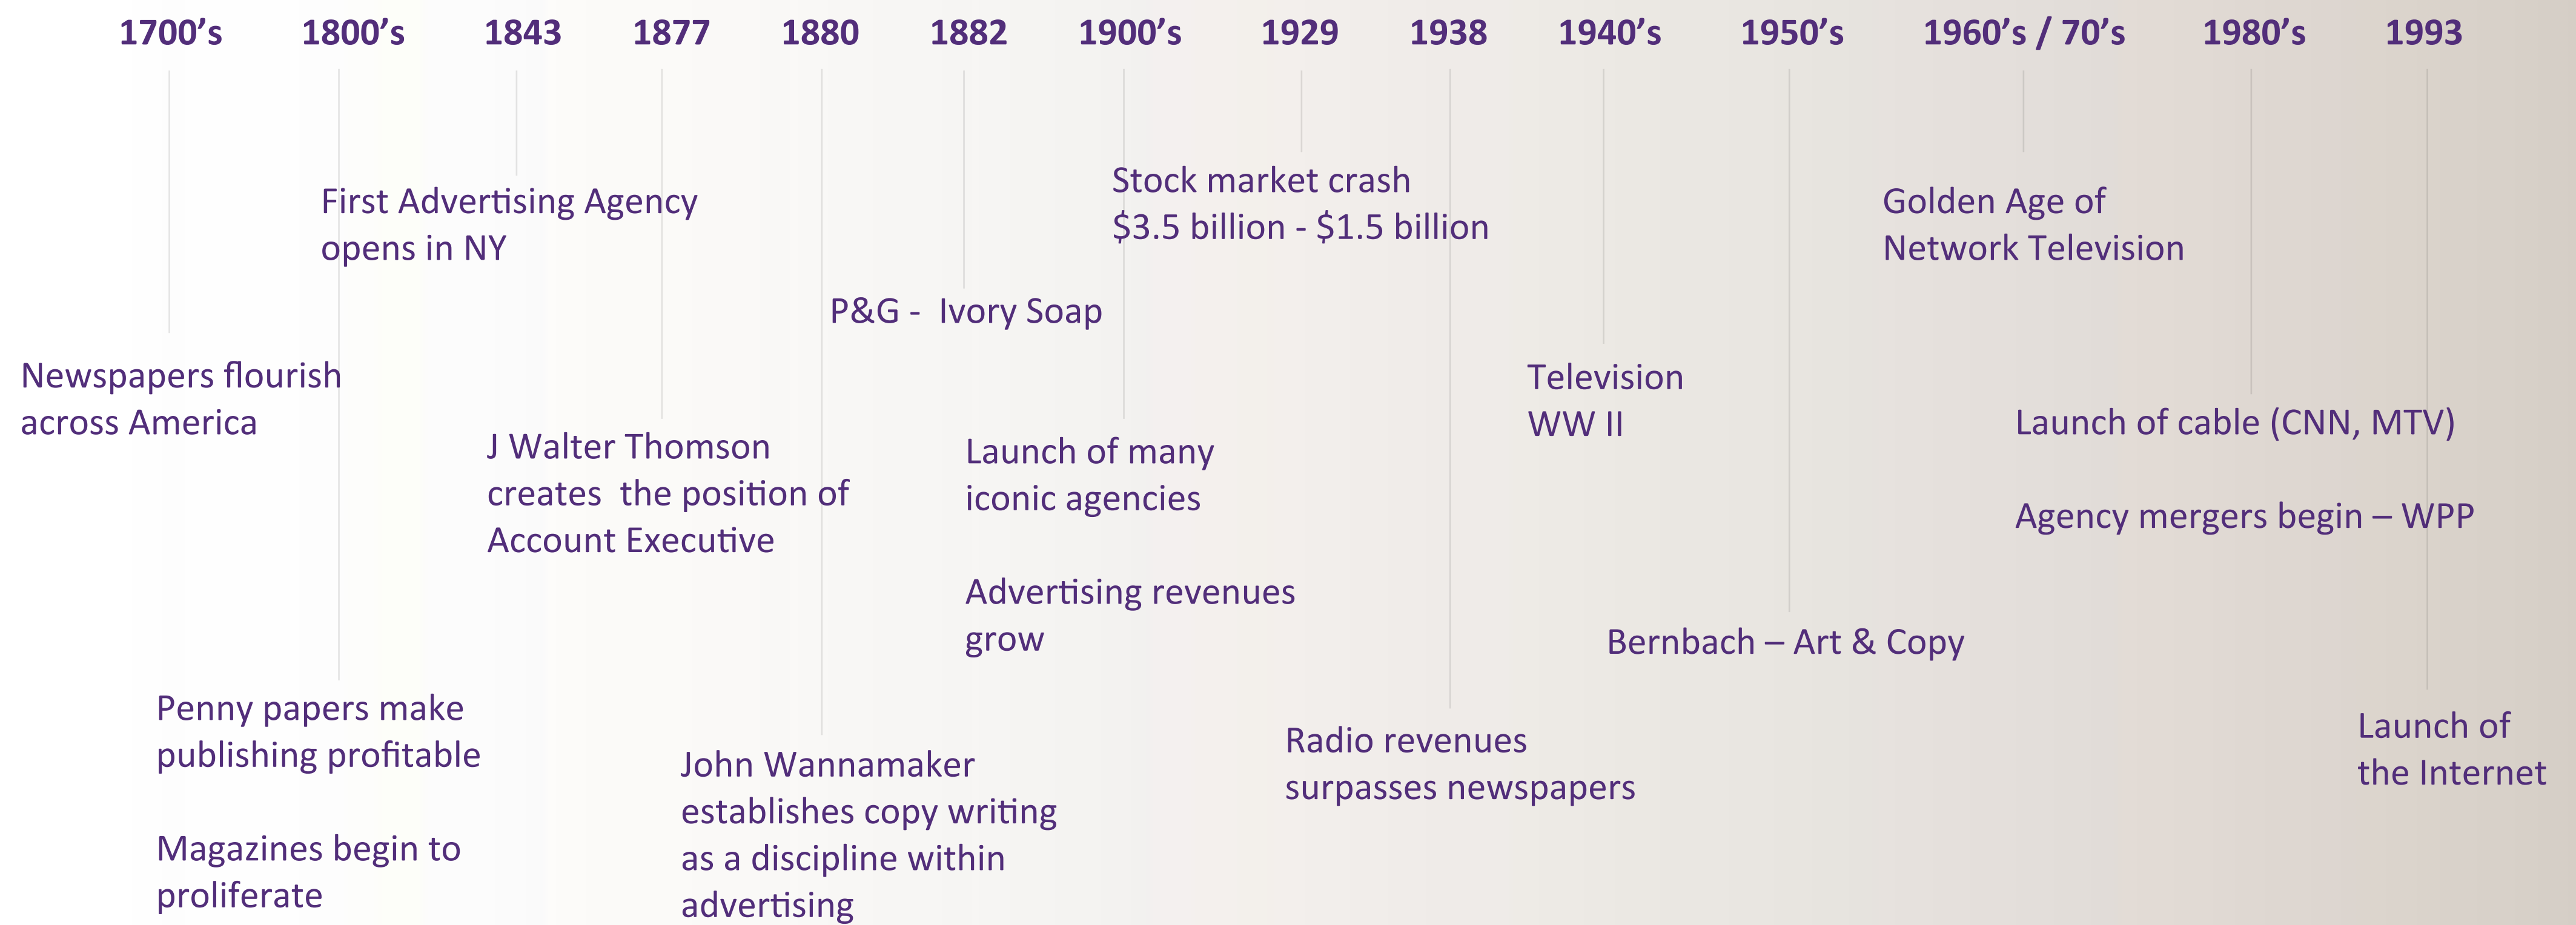 1700’s 1800’s 1843 1877 1880 1882 1900’s 1929 1938 1940’s 1950’s 1960’s / 70’s 1980’s 1993
Newspapers flourish
across America
Penny papers make
publishing profitable
Magazines begin to
proliferate
First Advertising Agency
opens in NY
J Walter Thomson
creates  the position of
Account Executive
John Wannamaker
establishes copy writing
as a discipline within
advertising
P&G -  Ivory Soap
Launch of many
iconic agencies
Advertising revenues
grow
Stock market crash
$3.5 billion - $1.5 billion
Radio revenues
surpasses newspapers
Television
WW II
Bernbach – Art & Copy
Golden Age of
Network Television
Launch of cable (CNN, MTV)
Agency mergers begin – WPP
Launch of
the Internet